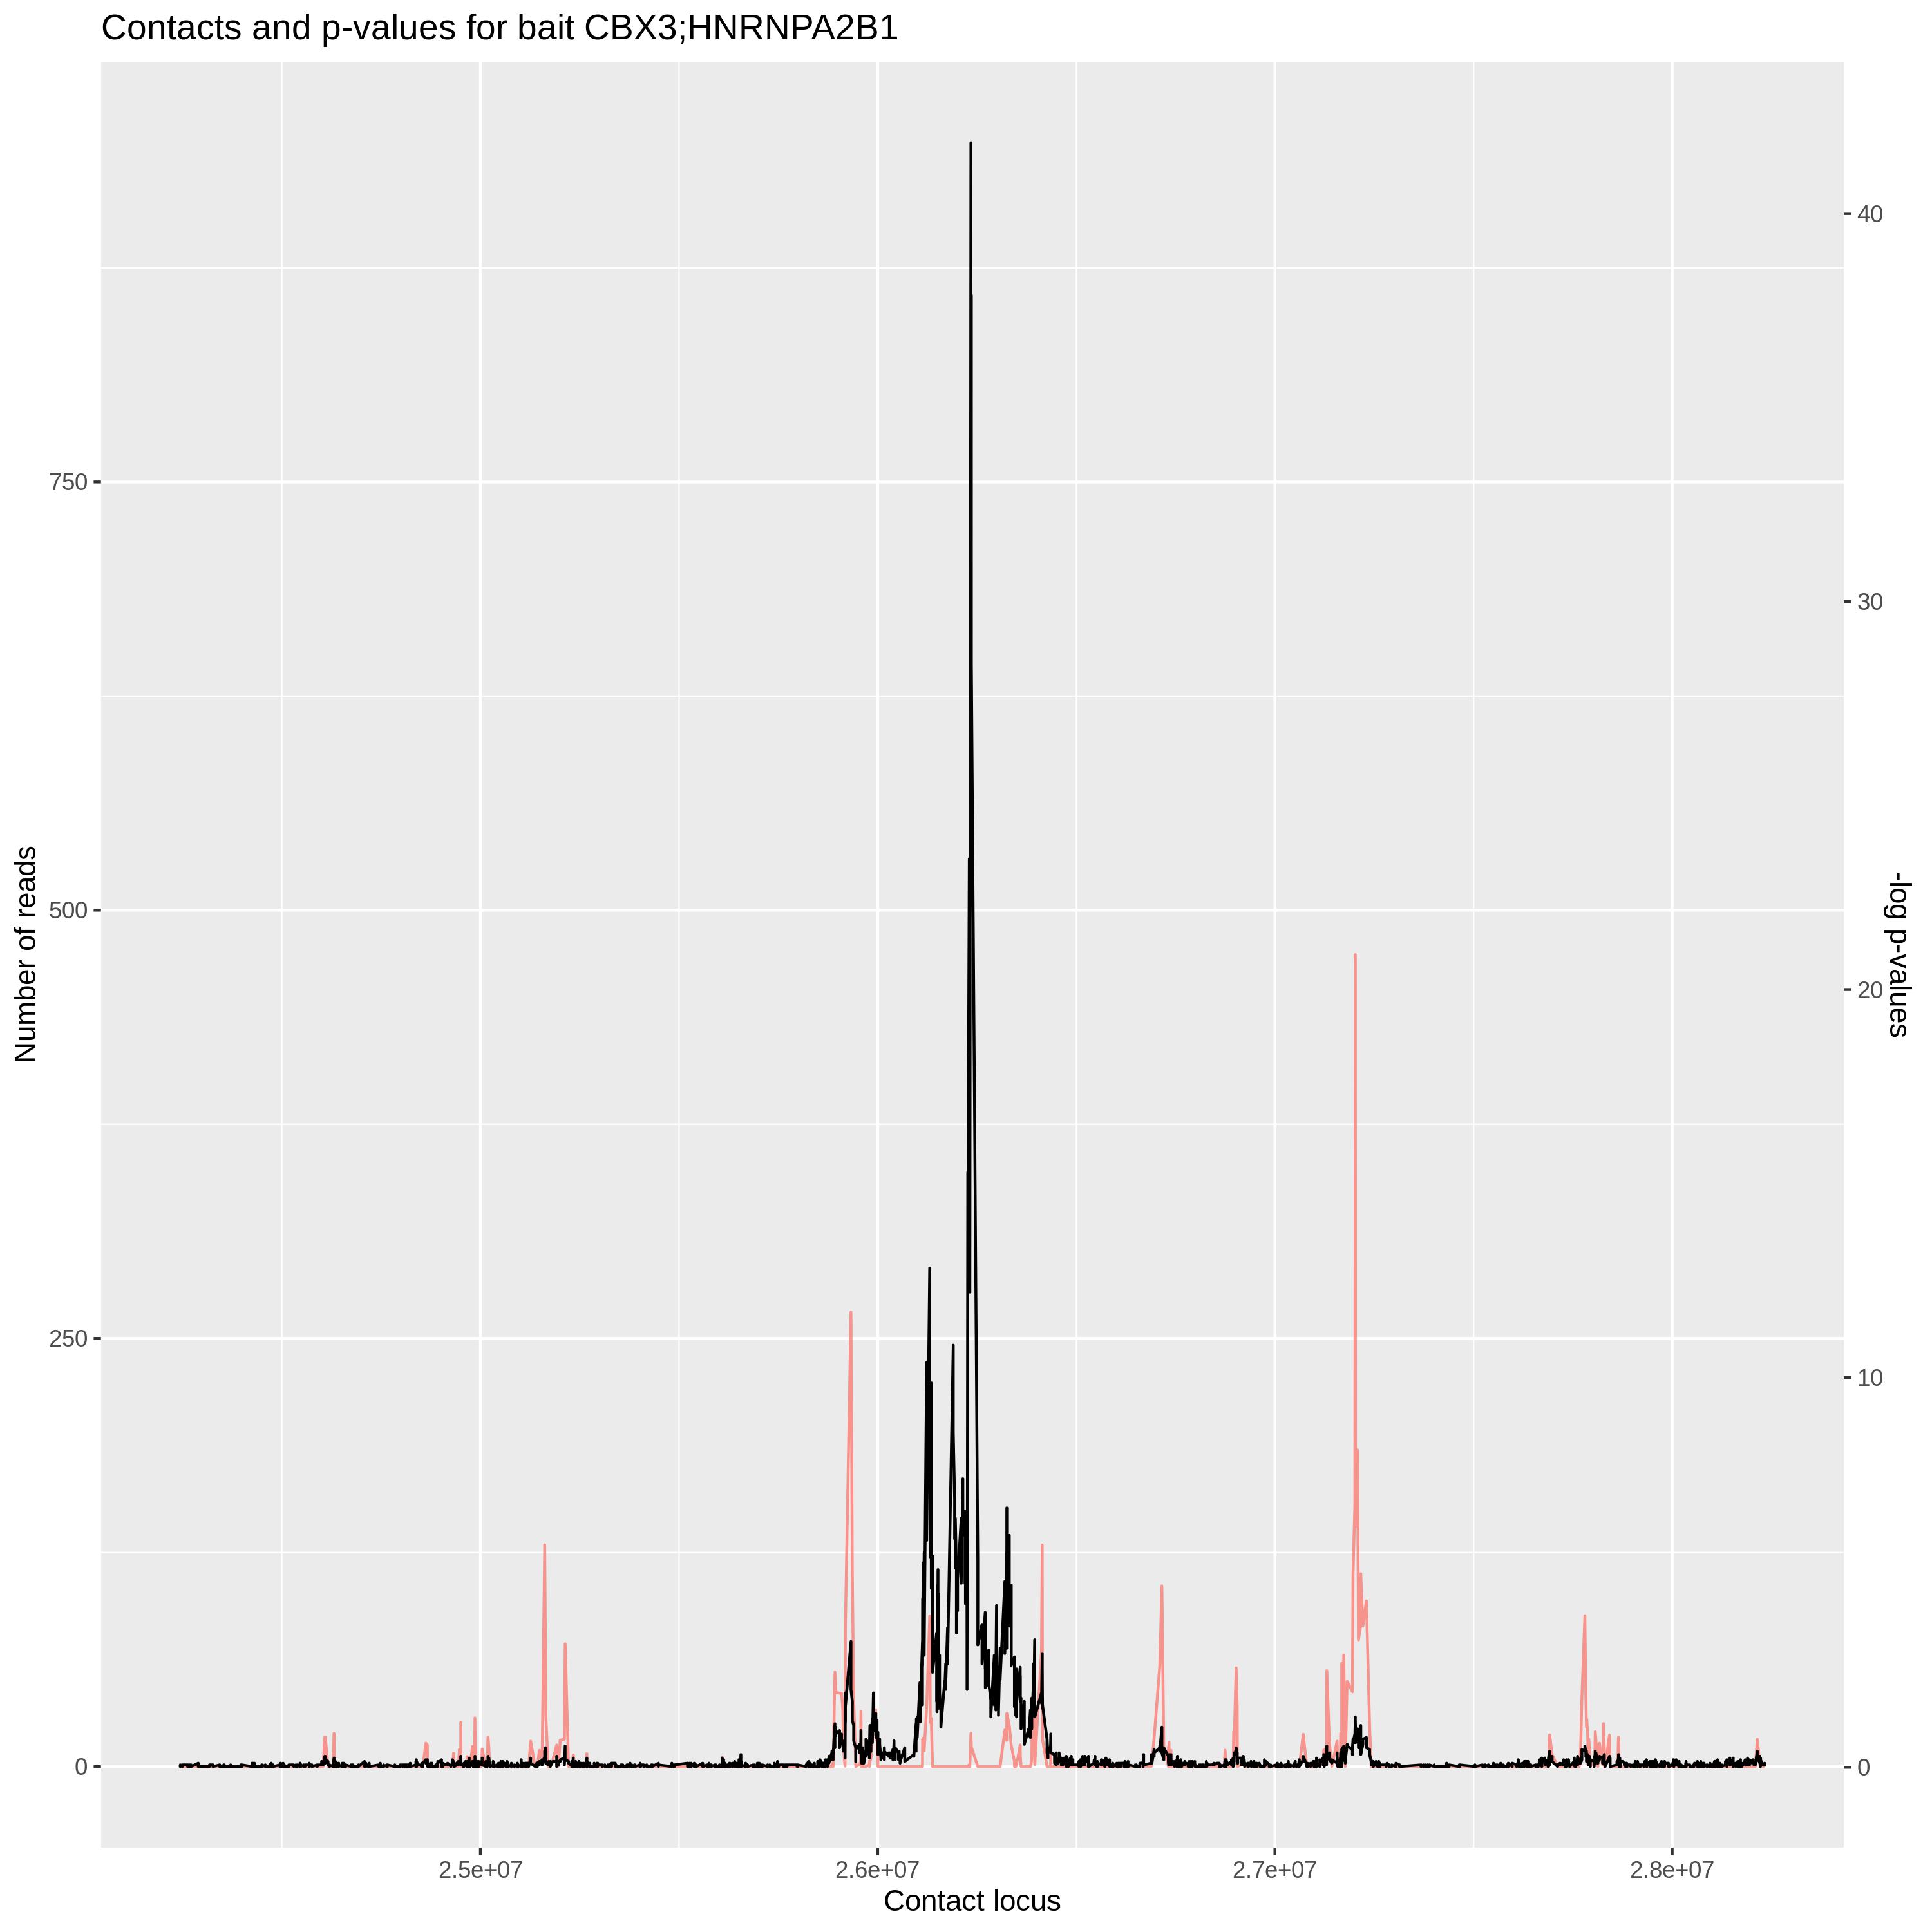 Contacts and p-values for bait CBX3;HNRNPA2B1
40
750
30
500
20
250
10
0
0
Number of reads
-log p-values
2.5e+07
2.6e+07
2.7e+07
2.8e+07
Contact locus